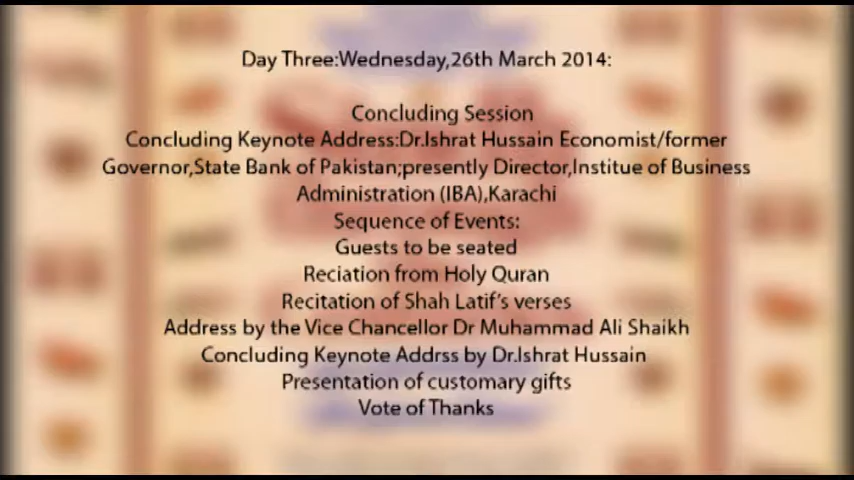 Day Three:Wednesday,26th March 2014:
Concluding Session
Concluding Keynote Address:Dr.Ishrat Hussain Economist/former
Governor,State Bank of Pakistan;presently Director,Institue of Business
Administration (IBA),Karachi
Sequence of Events:
Guests to be seated
Reciation from Holy Quran
Recitation of Shah Latif's verses
Address by the Vice Chancellor Dr Muhammad Ali Shaikh
Concluding Keynote Addrss by Dr.Ishrat Hussain
Presentation of customary gifts
Vote of Thanks